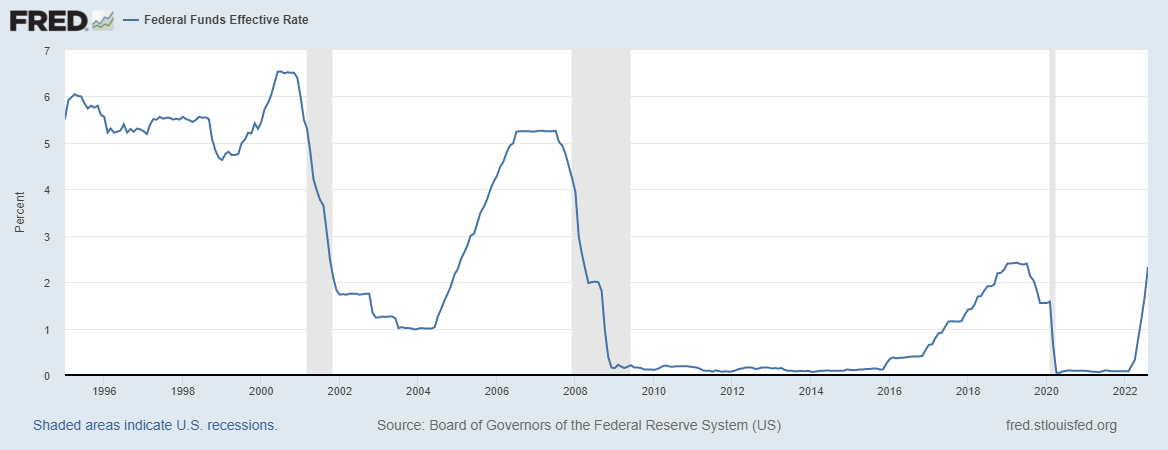 FRED
Federal Funds Effective Rate
7
6
5
4
3
2
1
0
Percent
1996 1998 2000 2002 2004 2006 2008 2010 2012 2014 2016 2018 2020 2022
Shaded areas indicate U.S. recessions. Source: Board of Governors of the Federal Reserve System (US) fred.stlouisfed.org